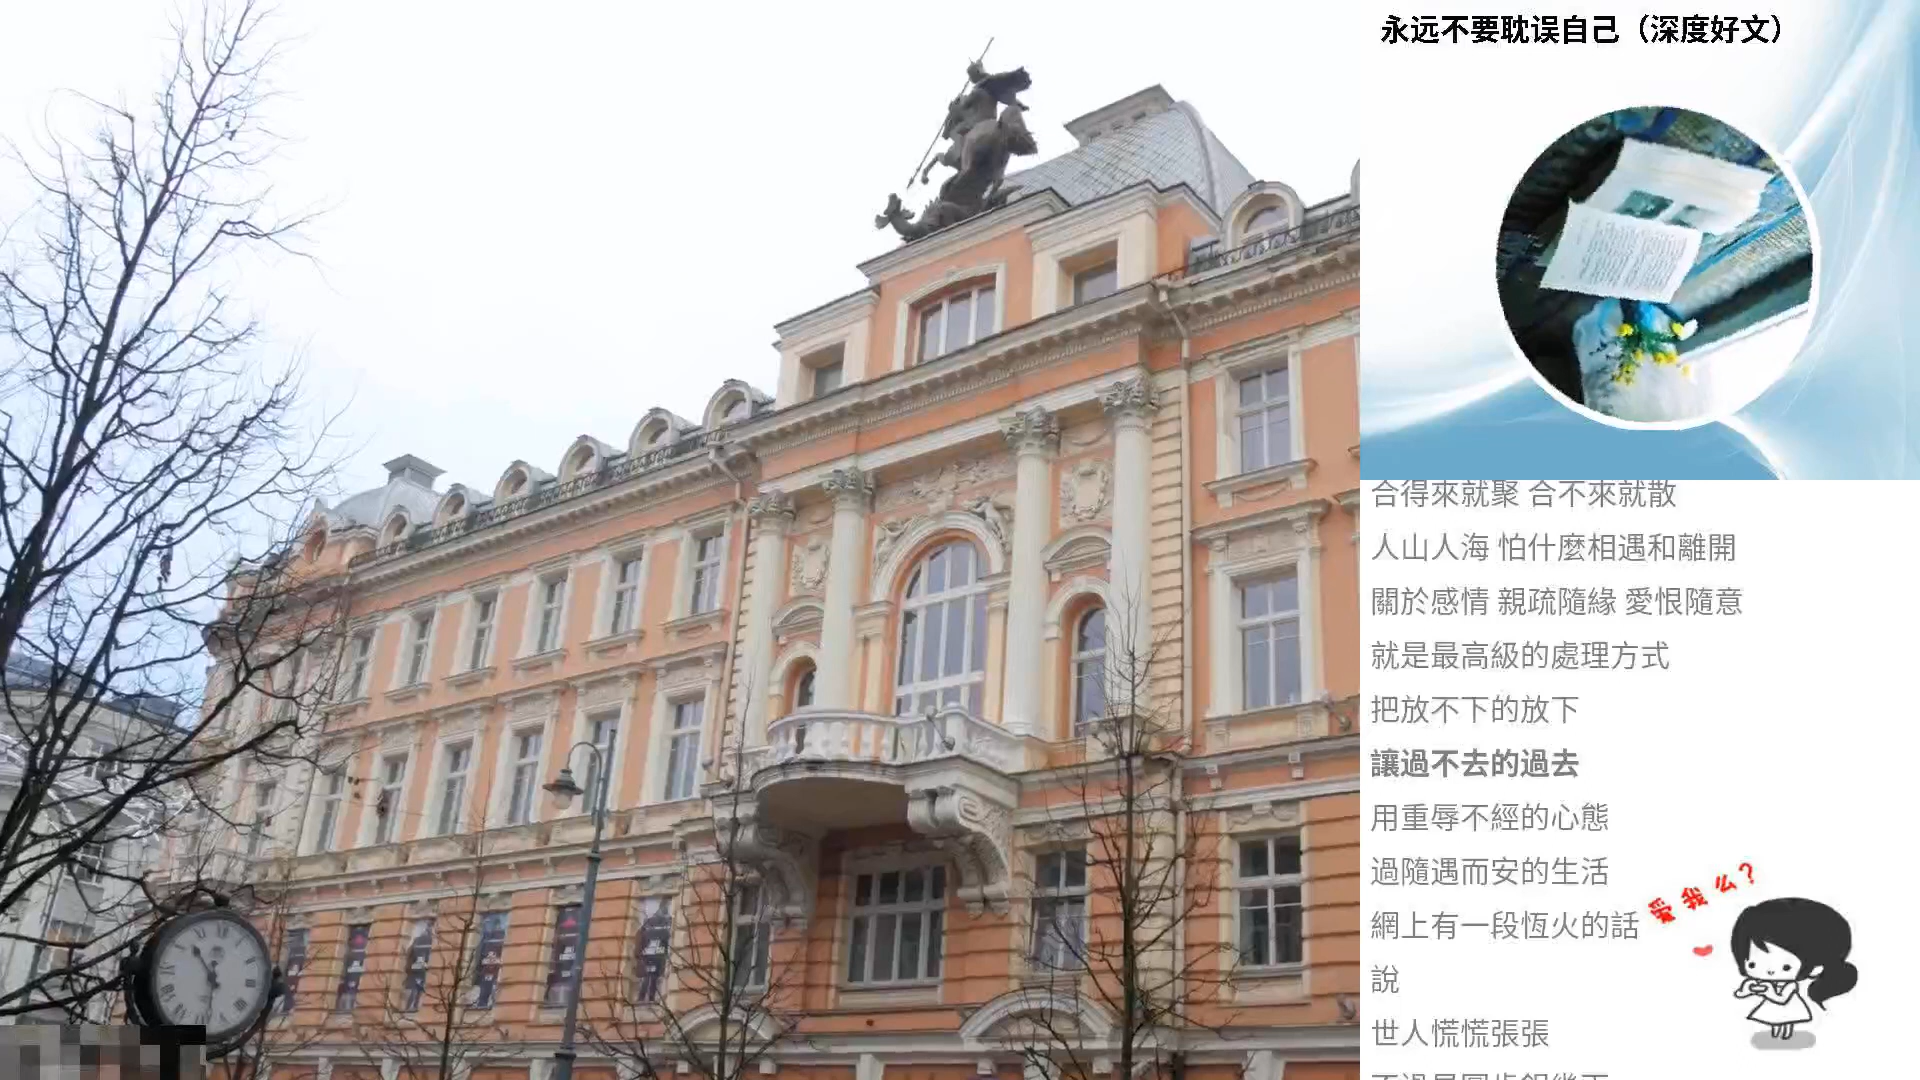 永远不要耽误自己（深度好文）
合得來就聚 合不來就散
人山人海 怕什麼相遇和離開
關於感情 親疏隨緣 愛恨隨意
就是最高級的處理方式
把放不下的放下
讓過不去的過去
用重辱不經的心態
過隨遇而安的生活
網上有一段恆火的話
說
愛我么？
世人慌慌張張